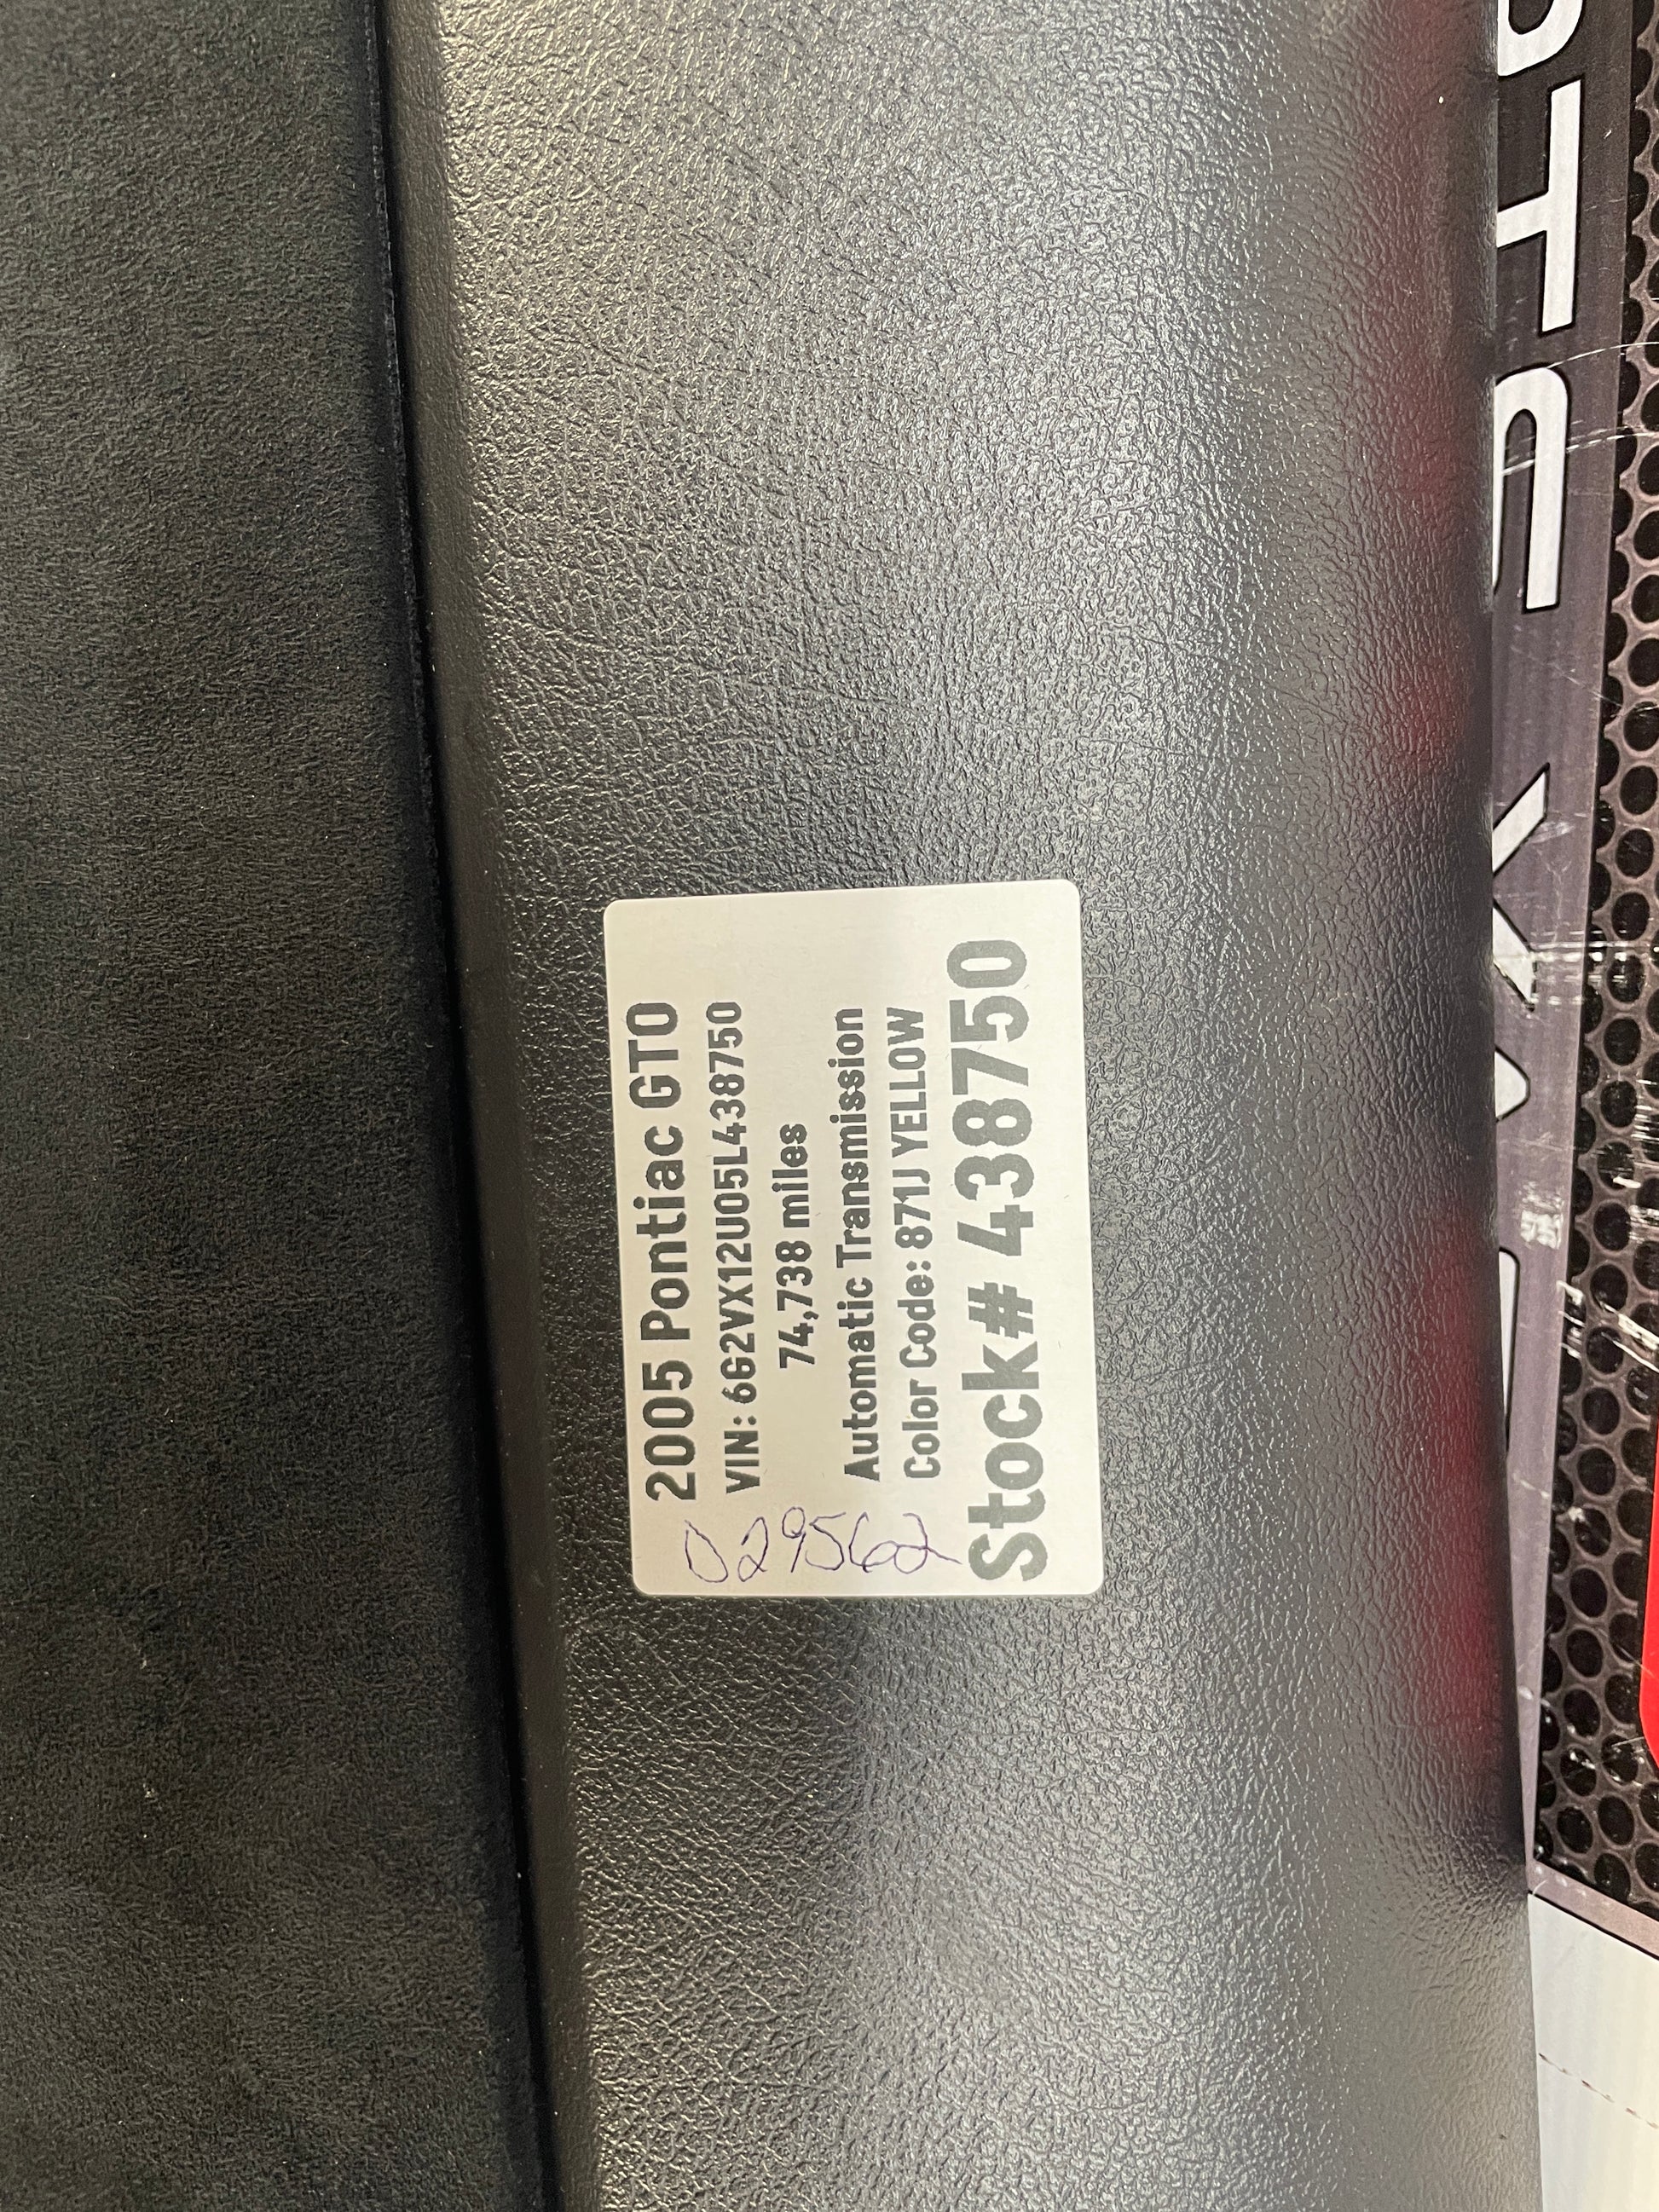 2005 Pontiac GTO
VIN: 6G2VX12U05L438750
74,738 miles
Automatic Transmission
Color Code: 871J YELLOW
Stock# 438750
029562